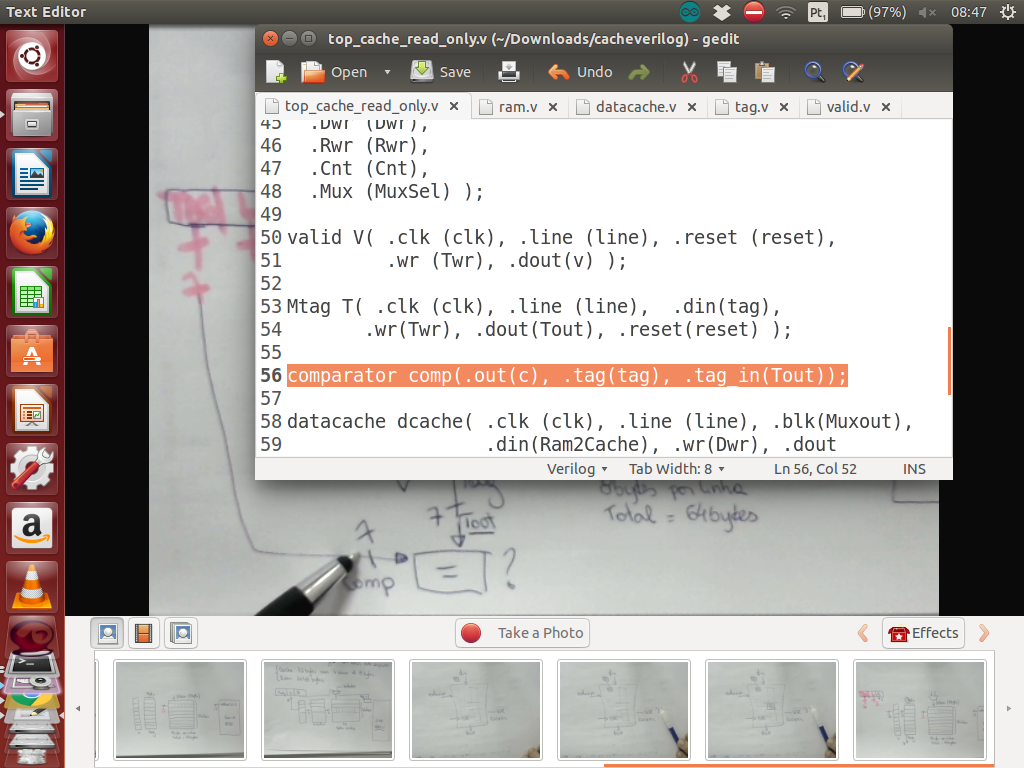 Text Editor
Pt1
(97%)
08:47
top_cache_read_only.v (~/Downloads/cacheverilog) - gedit
Open
Save
Undo
top_cache_read_only.v
ram.v
datacache.v
tag.v
valid.v
45 .Dwr (Dwr),
46 .Rwr (Rwr),
47 .Cnt (Cnt),
48 .Mux (MuxSel) );
49
50 valid V( .clk (clk), .line (line), .reset (reset),
51 .wr (Twr), .dout(v) );
52
53 Mtag T( .clk (clk), .line (line), .din(tag),
54 .wr(Twr), .dout(Tout), .reset(reset) );
55
56 comparator comp(.out(c), .tag(tag), .tag_in(Tout));
57
58 datacache dcache( .clk (clk), .line (line), .blk(Muxout),
59 .din(Ram2Cache), .wr(Dwr), .dout
Verilog
Tab Width: 8
Ln 56, Col 52
INS
8bytes por linha
Total = 64bytes
7
Tout
7
= ?
comp
7
Take a Photo
Effects